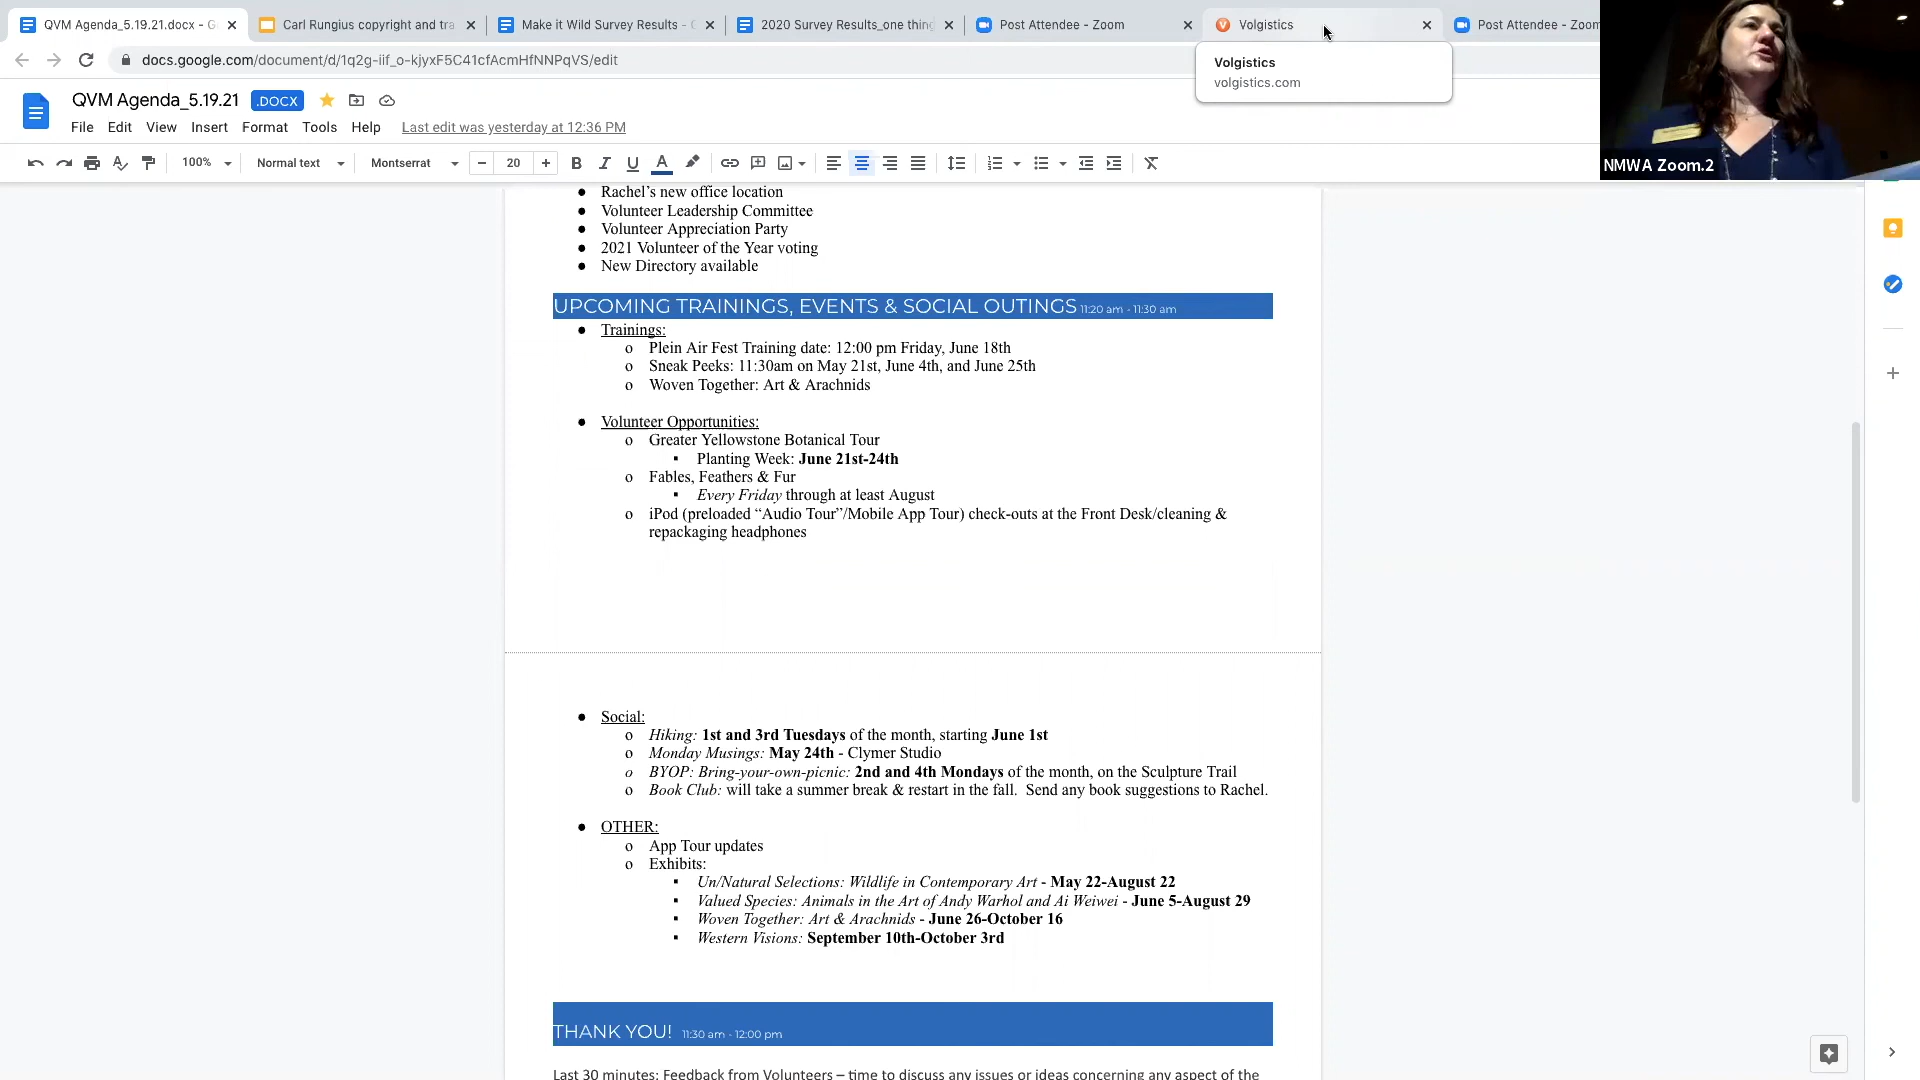 QVM Agenda_5.19.21.docx - G
Carl Rungius copyright and tra
Make it Wild Survey Results - G
2020 Survey Results_one thing
Post Attendee - Zoom
Volgistics
Post Attendee - Zoom
docs.google.com/document/d/1q2g-iif_o-kjyxF5C41cfAcmHfNNPqVS/edit
Volgistics
volgistics.com
QVM Agenda_5.19.21 .DOCX
File Edit View Insert Format Tools Help Last edit was yesterday at 12:36 PM
100% Normal text Montserrat 20
NMWA Zoom.2
● Rachel's new office location
● Volunteer Leadership Committee
● Volunteer Appreciation Party
● 2021 Volunteer of the Year voting
● New Directory available
UPCOMING TRAININGS, EVENTS & SOCIAL OUTINGS 11:20 am - 11:30 am
● Trainings:
o Plein Air Fest Training date: 12:00 pm Friday, June 18th
o Sneak Peeks: 11:30am on May 21st, June 4th, and June 25th
o Woven Together: Art & Arachnids
● Volunteer Opportunities:
o Greater Yellowstone Botanical Tour
▪ Planting Week: June 21st-24th
o Fables, Feathers & Fur
▪ Every Friday through at least August
o iPod (preloaded “Audio Tour”/Mobile App Tour) check-outs at the Front Desk/cleaning &
repackaging headphones
● Social:
o Hiking: 1st and 3rd Tuesdays of the month, starting June 1st
o Monday Musings: May 24th - Clymer Studio
o BYOP: Bring-your-own-picnic: 2nd and 4th Mondays of the month, on the Sculpture Trail
o Book Club: will take a summer break & restart in the fall. Send any book suggestions to Rachel.
● OTHER:
o App Tour updates
o Exhibits:
▪ Un/Natural Selections: Wildlife in Contemporary Art - May 22-August 22
▪ Valued Species: Animals in the Art of Andy Warhol and Ai Weiwei - June 5-August 29
▪ Woven Together: Art & Arachnids - June 26-October 16
▪ Western Visions: September 10th-October 3rd
THANK YOU! 11:30 am - 12:00 pm
Last 30 minutes: Feedback from Volunteers – time to discuss any issues or ideas concerning any aspect of the